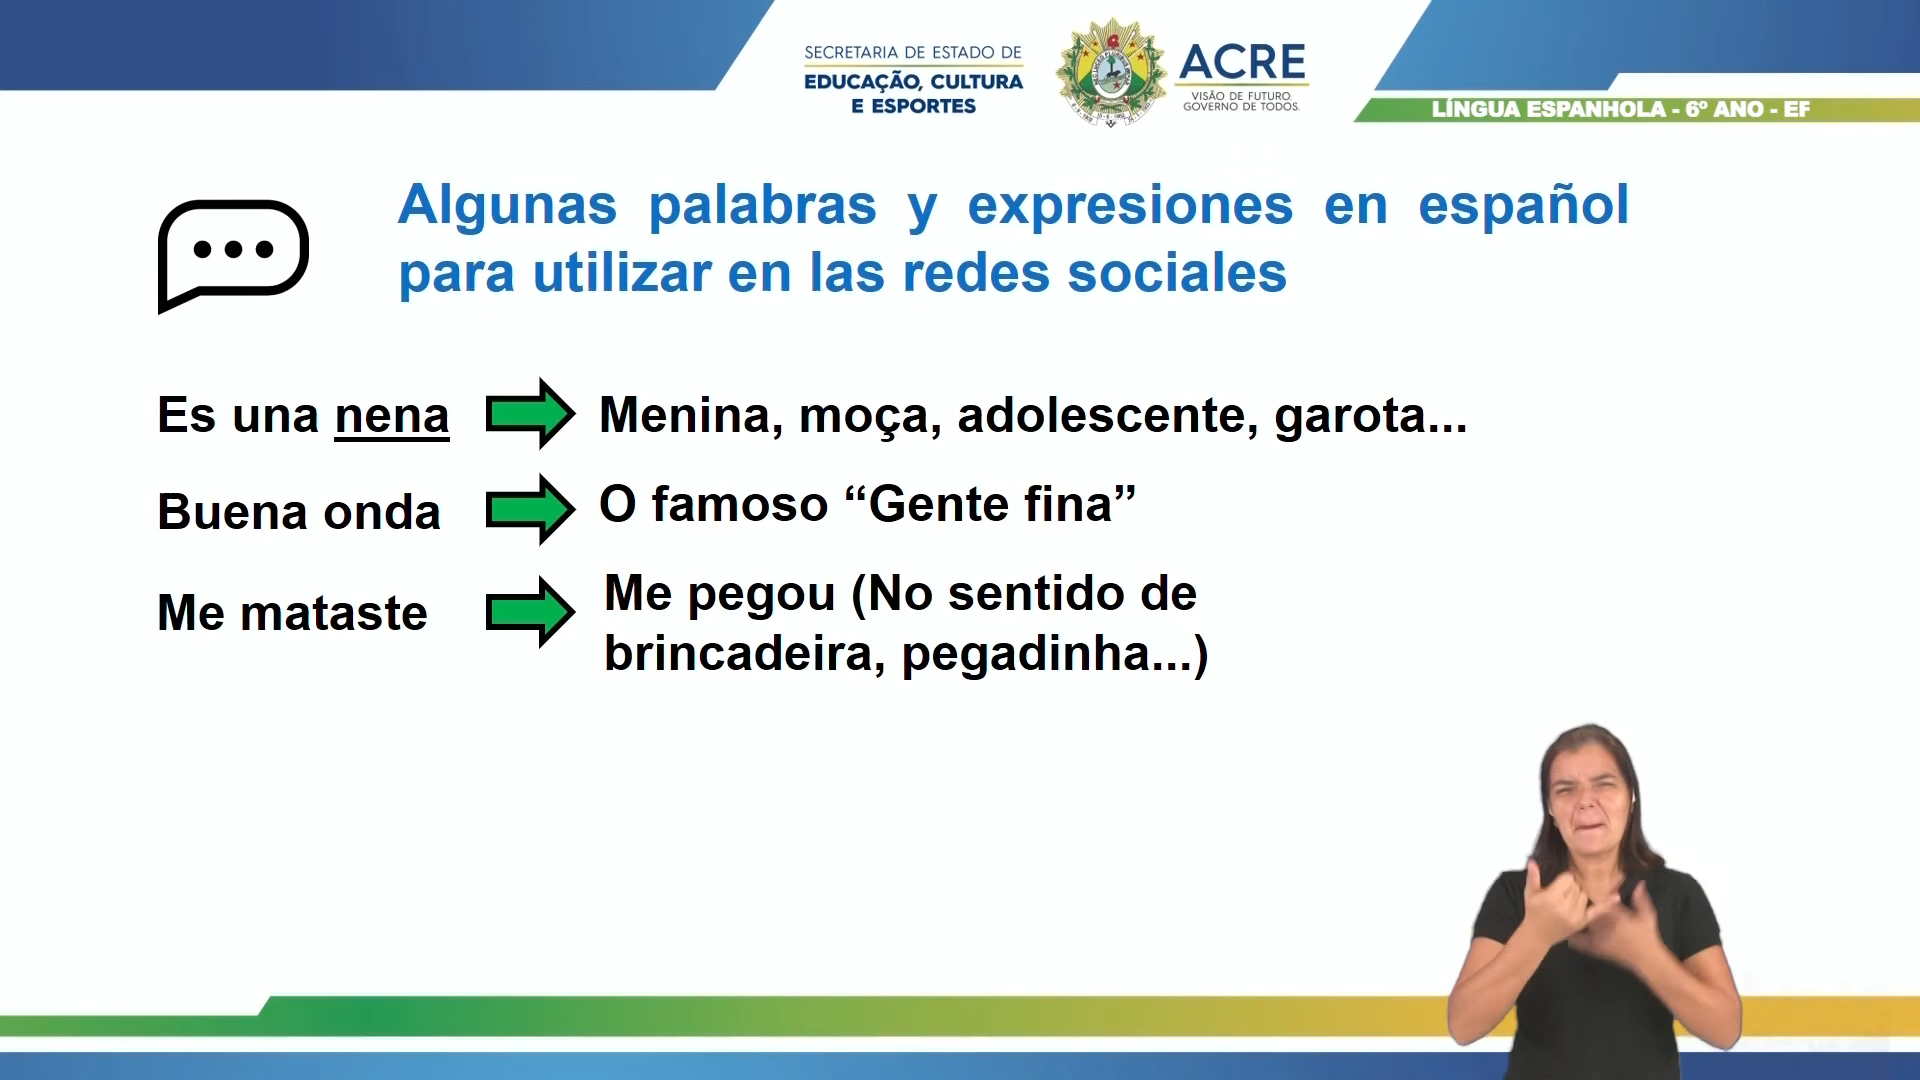 SECRETARIA DE ESTADO DE
EDUCAÇÃO, CULTURA
E ESPORTES
ACRE
VISÃO DE FUTURO.
GOVERNO DE TODOS.
LÍNGUA ESPANHOLA - 6º ANO - EF
Algunas palabras y expresiones en español
para utilizar en las redes sociales
Es una nena
Menina, moça, adolescente, garota...
Buena onda
O famoso “Gente fina”
Me mataste
Me pegou (No sentido de
brincadeira, pegadinha...)